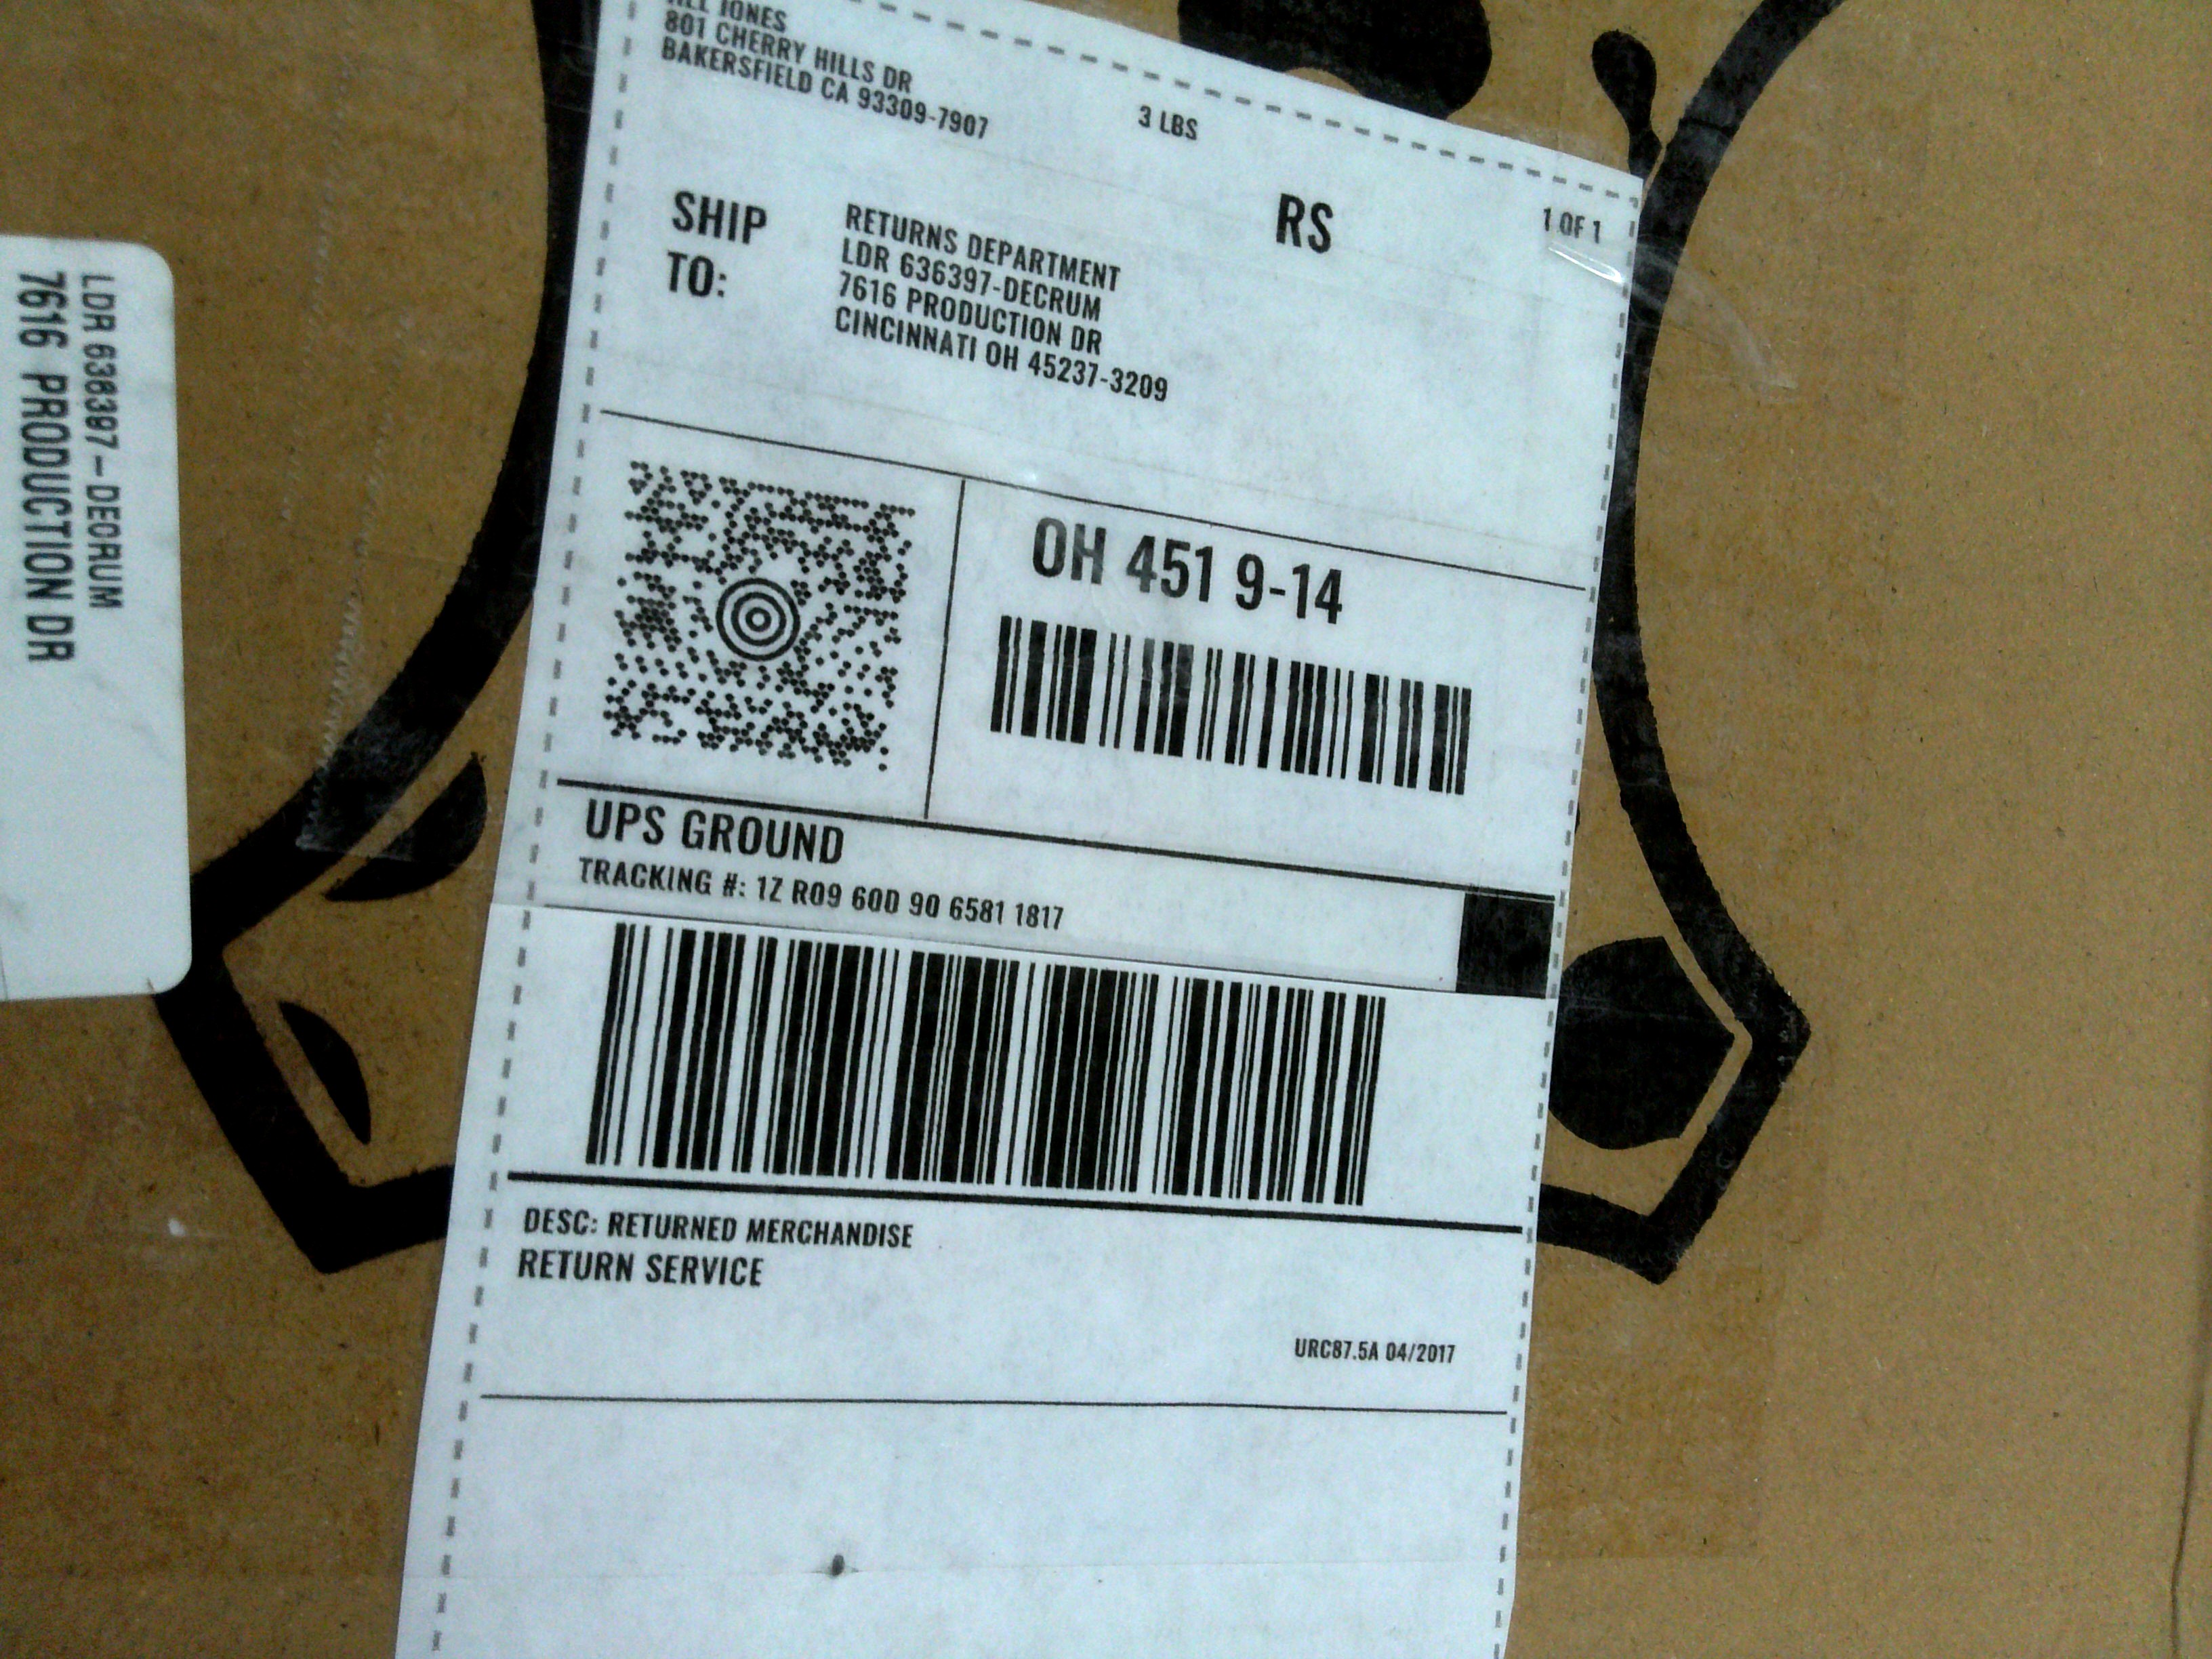 JONES
801 CHERRY HILLS DR
BAKERSFIELD CA 93309-7907
3 LBS
RS
1 OF 1
SHIP
TO:
RETURNS DEPARTMENT
LDR 636397-DECRUM
7616 PRODUCTION DR
CINCINNATI OH 45237-3209
OH 451 9-14
UPS GROUND
TRACKING #: 1Z R09 60D 90 6581 1817
DESC: RETURNED MERCHANDISE
RETURN SERVICE
URC87.5A 04/2017
LDR 636397-DECRUM
7616 PRODUCTION DR